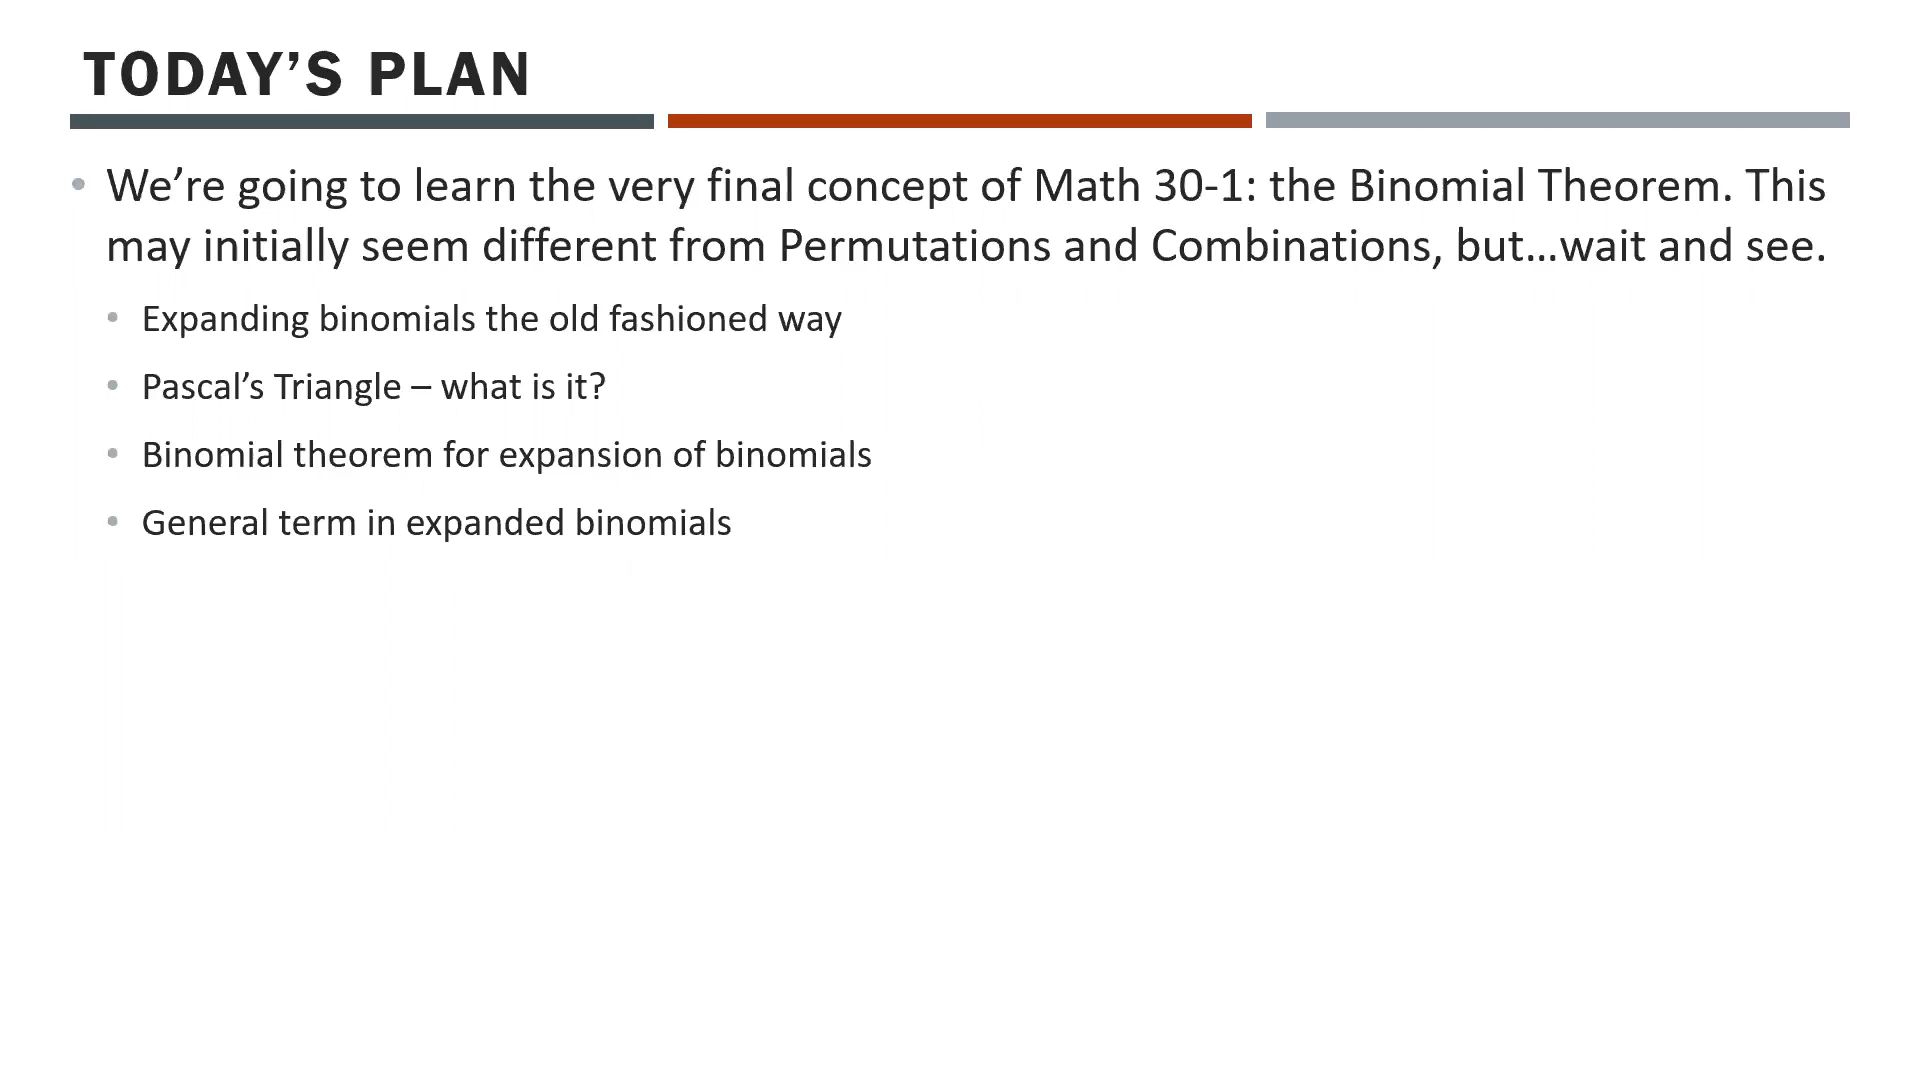 TODAY’S PLAN
• We’re going to learn the very final concept of Math 30-1: the Binomial Theorem. This
may initially seem different from Permutations and Combinations, but…wait and see.
• Expanding binomials the old fashioned way
• Pascal’s Triangle – what is it?
• Binomial theorem for expansion of binomials
• General term in expanded binomials